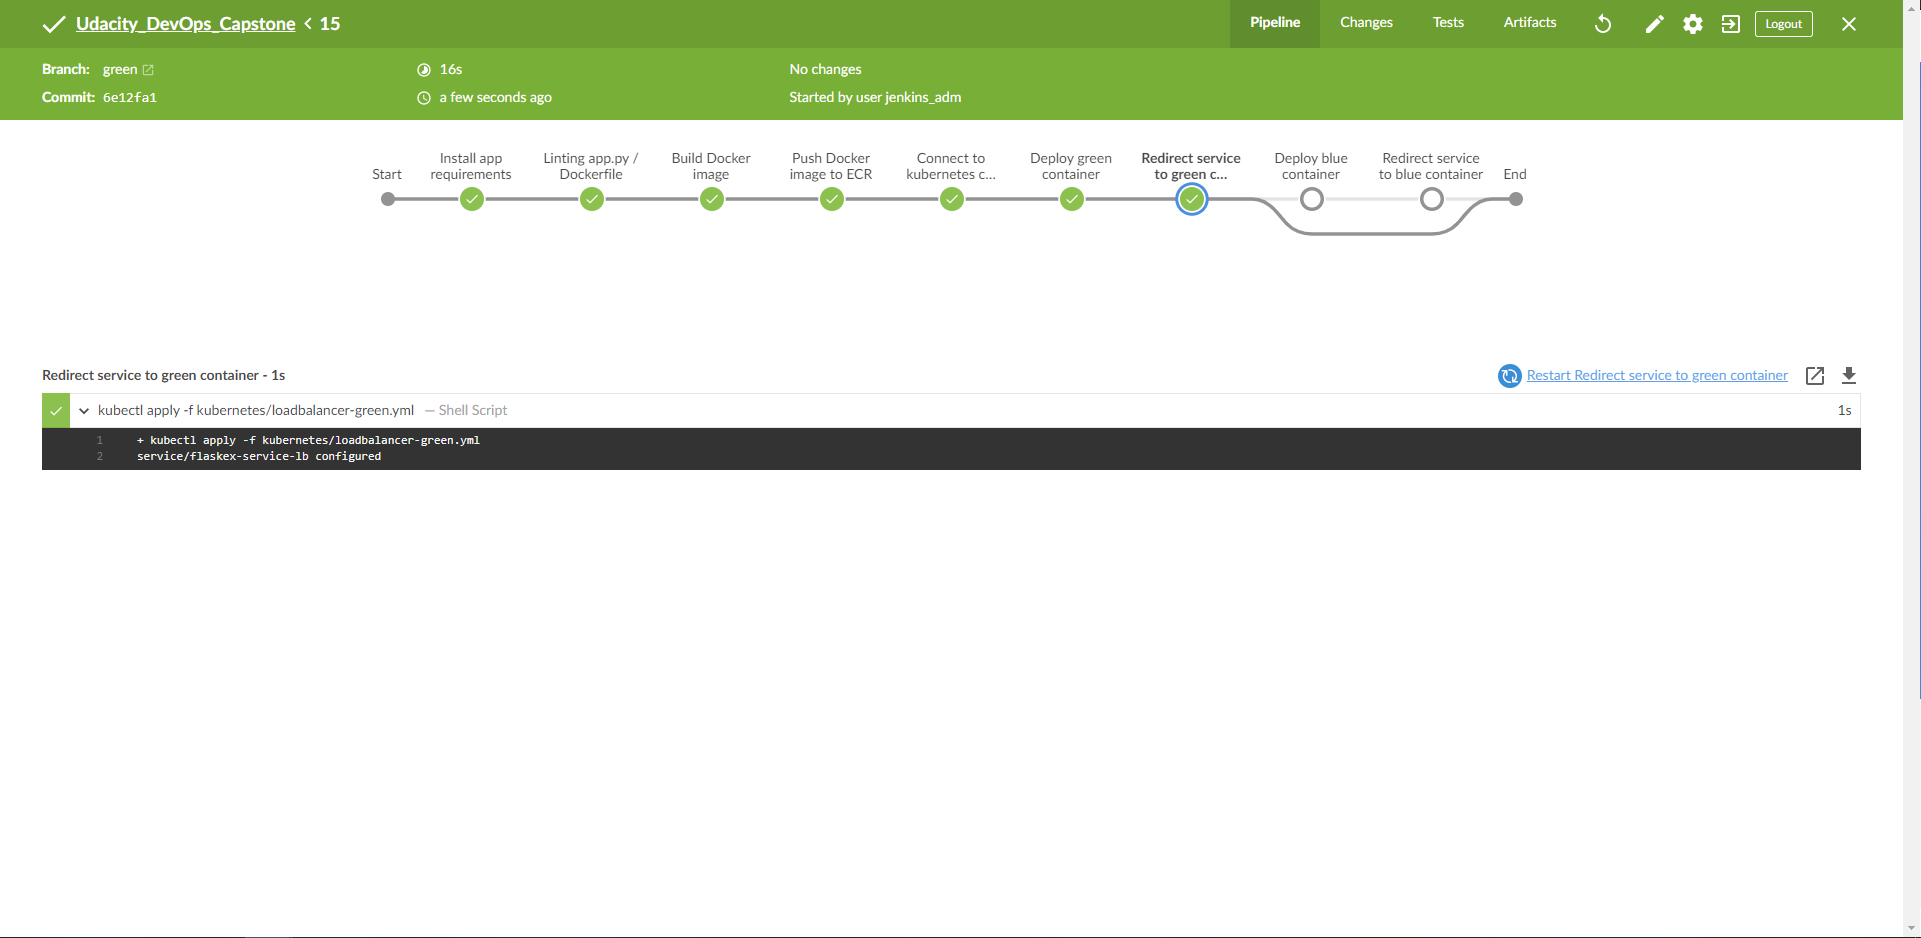 Udacity_DevOps_Capstone < 15
Pipeline
Changes
Tests
Artifacts
Logout
Branch: green
16s
No changes
Commit: 6e12fa1
a few seconds ago
Started by user jenkins_adm
Start
Install app
requirements
Linting app.py /
Dockerfile
Build Docker
image
Push Docker
image to ECR
Connect to
kubernetes c...
Deploy green
container
Redirect service
to green c...
Deploy blue
container
Redirect service
to blue container
End
Redirect service to green container - 1s
Restart Redirect service to green container
kubectl apply -f kubernetes/loadbalancer-green.yml — Shell Script
1s
1 + kubectl apply -f kubernetes/loadbalancer-green.yml
2 service/flaskex-service-lb configured